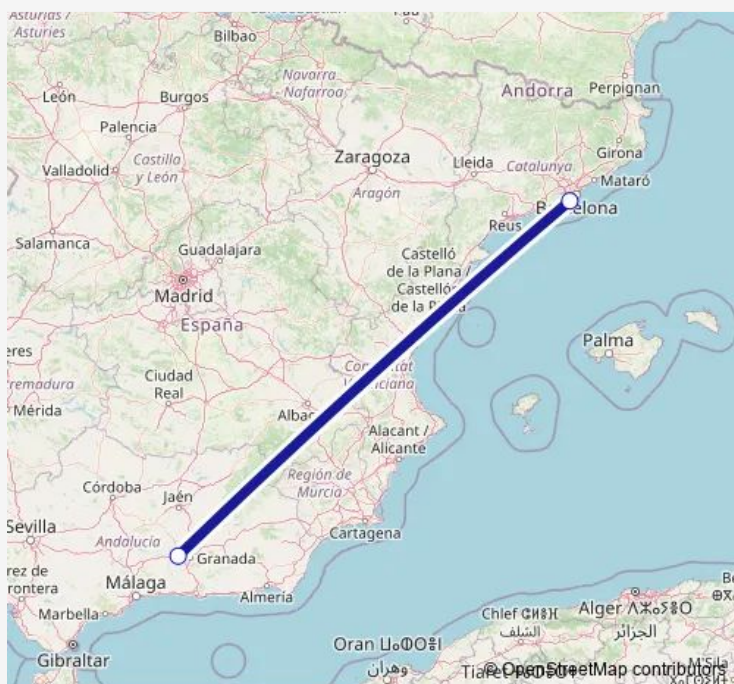 Asturias /
Asturies
Bilbao
León
Burgos
Navarra
- Nafarroa
Andorra
Perpignan
Palencia
Castilla
y León
Valladolid
Zaragoza
Lleida
Catalunya
Girona
Aragón
Mataró
Reus
Salamanca
Guadalajara
Castelló
de la Plana /
Madrid
España
Palma
Ciudad
Real
Mérida
Alacant /
Alicante
Región de
Murcia
Córdoba
Jaén
Sevilla
Andalucía
Granada
Cartagena
Málaga
Almería
Marbella
Gibraltar
Chlef
الشلف
Alger
الجزائر
Oran
وهران
© OpenStreetMap contributors